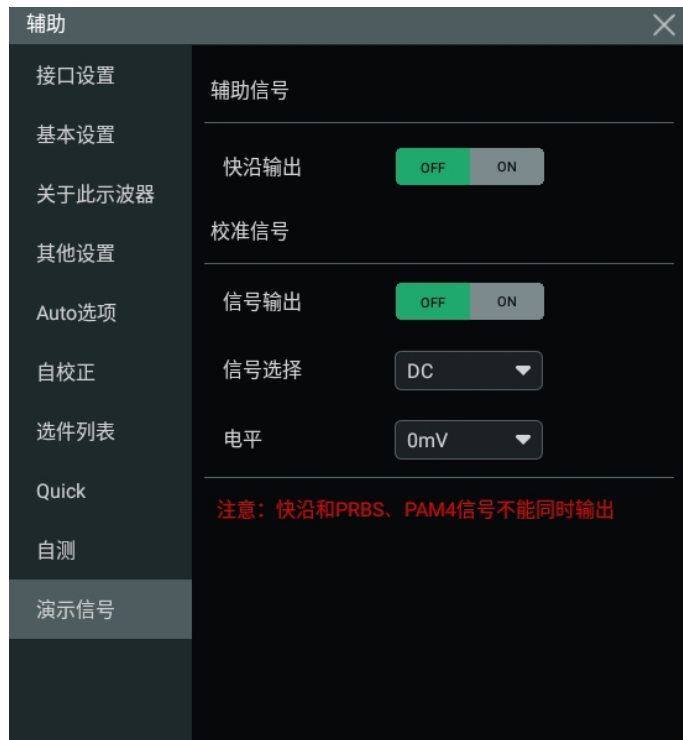 辅助
接口设置
基本设置
关于此示波器
其他设置
Auto选项
自校正
选件列表
Quick
自测
演示信号
辅助信号
快沿输出 OFF ON
校准信号
信号输出 OFF ON
信号选择 DC
电平 0mV
注意：快沿和PRBS、PAM4信号不能同时输出